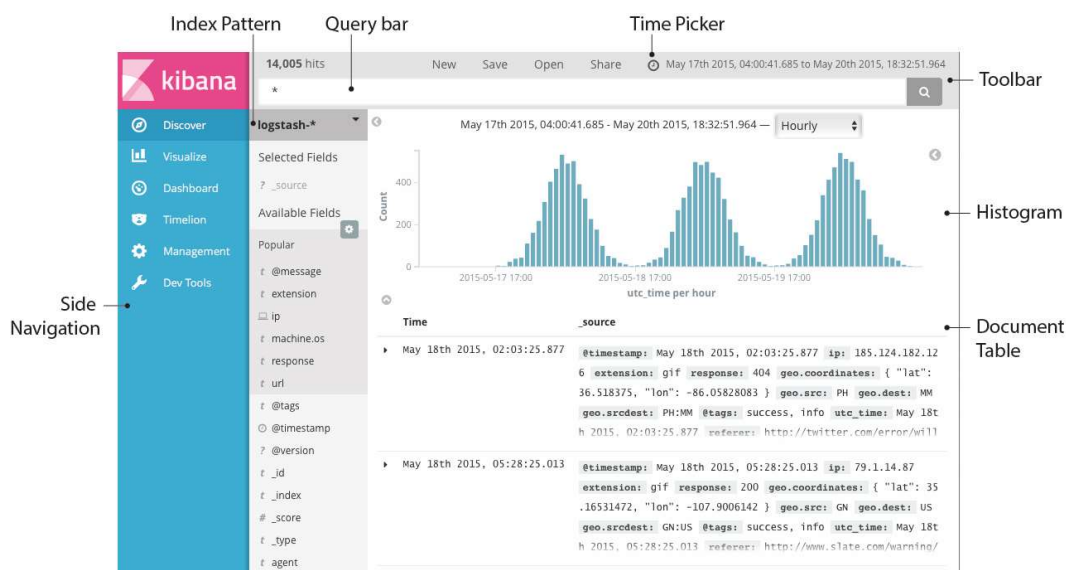 Index Pattern
Query bar
Time Picker
Toolbar
Histogram
Document
Table
Side
Navigation
kibana
14,005 hits
New Save Open Share May 17th 2015, 04:00:41.685 to May 20th 2015, 18:32:51.964
*
Discover
Visualize
Dashboard
Timelion
Management
Dev Tools
logstash-*
Selected Fields
? _source
Available Fields
Popular
t @message
t extension
ip
t machine.os
t response
t url
t @tags
@timestamp
? @version
t _id
t _index
# _score
t _type
t agent
May 17th 2015, 04:00:41.685 - May 20th 2015, 18:32:51.964 — Hourly
Count
400
200
0
2015-05-17 17:00 2015-05-18 17:00 2015-05-19 17:00
utc_time per hour
Time _source
May 18th 2015, 02:03:25.877
@timestamp: May 18th 2015, 02:03:25.877 ip: 185.124.182.12
6 extension: gif response: 404 geo.coordinates: { "lat":
36.518375, "lon": -86.05828083 } geo.src: PH geo.dest: MM
geo.srcdest: PH:MM @tags: success, info utc_time: May 18t
h 2015, 02:03:25.877 referer: http://twitter.com/error/will
May 18th 2015, 05:28:25.013
@timestamp: May 18th 2015, 05:28:25.013 ip: 79.1.14.87
extension: gif response: 200 geo.coordinates: { "lat": 35
.16531472, "lon": -107.9006142 } geo.src: GN geo.dest: US
geo.srcdest: GN:US @tags: success, info utc_time: May 18t
h 2015, 05:28:25.013 referer: http://www.slate.com/warning/